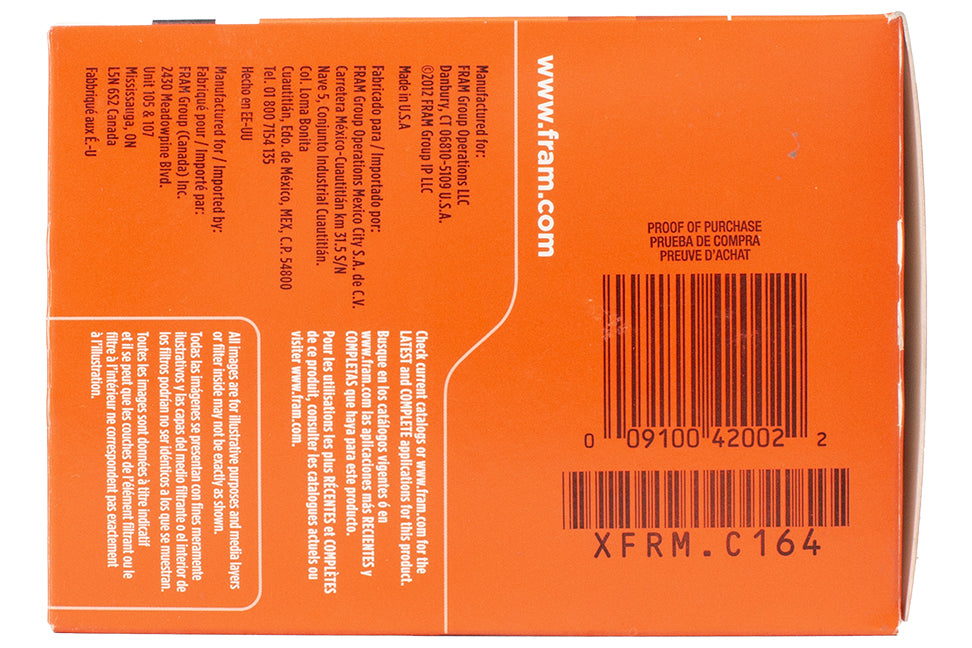 www.fram.com
Manufactured for:
FRAM Group Operations LLC
Danbury, CT 06810-5109 U.S.A.
©2012 FRAM Group IP LLC
Made in U.S.A
Fabricado para / Importado por:
FRAM Group Operations Mexico City S.A. de C.V.
Carretera México-Cuautitlán km 31.5 S/N
Nave 5, Conjunto Industrial Cuautitlán.
Col. Loma Bonita
Cuautitlán, Edo. de México, MEX, C.P. 54800
Tel. 01 800 7154 135
Hecho en EE-UU
Manufactured for / Imported by:
Fabriqué pour / Importé par:
FRAM Group (Canada) Inc.
2430 Meadowpine Blvd.
Unit 105 & 107
Mississauga, ON
L5N 6S2 Canada
Fabbriqué aux É.-U
Check current catalogs or www.fram.com for the
LATEST and COMPLETE applications for this product.
Busque en los catálogos vigentes ó en
www.fram.com las aplicaciones más RECIENTES y
COMPLETAS que haya para este producto.
Pour les utilisations les plus RÉCENTES et COMPLÈTES
de ce produit, consulter les catalogues actuels ou
visiter www.fram.com.
All images are for illustrative purposes and media layers
or filter inside may not be exactly as shown.
Todas las imágenes se presentan con fines meramente
ilustrativos y las capas del medio filtrante o el interior de
los filtros podrían no ser idénticos a los que se muestran.
Toutes les images sont données à titre indicatif
et il se peut que les couches de l'élément filtrant ou le
filtre à l'intérieur ne correspondent pas exactement
à l'illustration.
PROOF OF PURCHASE
PRUEBA DE COMPRA
PREUVE D'ACHAT
0 09100 42002 2
XFRM.C164